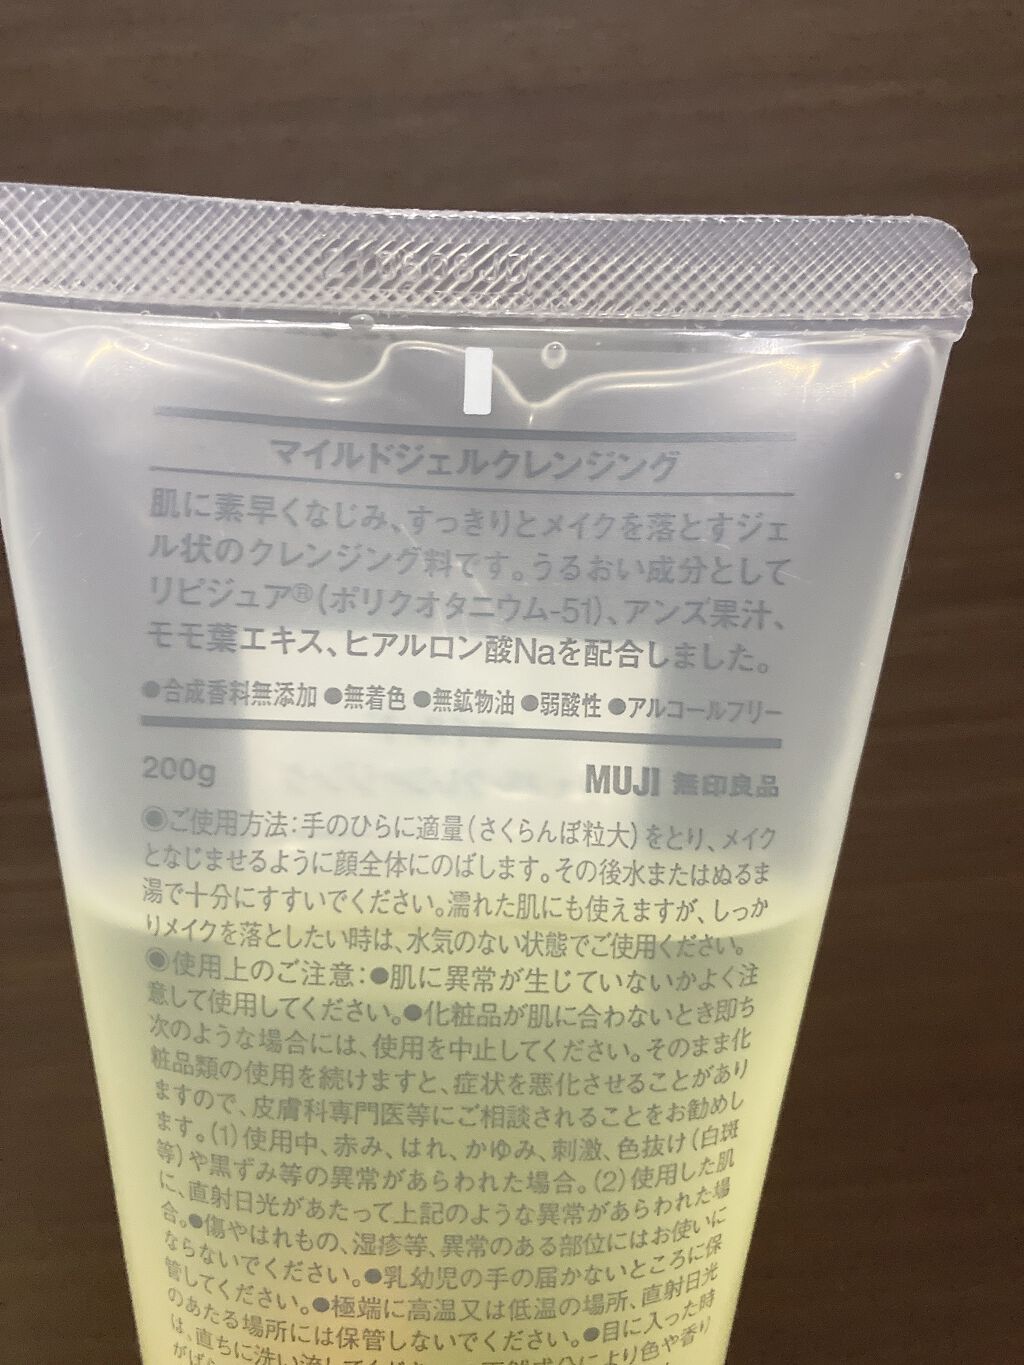 マイルドジェルクレンジング
肌に素早くなじみ、すっきりとメイクを落とすジェ
ル状のクレンジング料です。うるおい成分として
リピジュア®(ポリクオタニウム-51)、アンズ果汁、
モモ葉エキス、ヒアルロン酸Naを配合しました。
●合成香料無添加 ●無着色 ●無鉱物油 ●弱酸性 ●アルコールフリー
200g MUJI 無印良品
◉ご使用方法:手のひらに適量(さくらんぼ粒大)をとり、メイク
となじませるように顔全体にのばします。その後水またはぬるま
湯で十分にすすいでください。濡れた肌にも使えますが、しっか
りメイクを落としたい時は、水気のない状態でご使用ください。
◉使用上のご注意:●肌に異常が生じていないかよく注
意して使用してください。●化粧品が肌に合わないとき即ち
次のような場合には、使用を中止してください。そのまま化
粧品類の使用を続けますと、症状を悪化させることがあり
ますので、皮膚科専門医等にご相談されることをお勧めし
ます。(1)使用中、赤み、はれ、かゆみ、刺激、色抜け(白斑
等)や黒ずみ等の異常があらわれた場合。(2)使用した肌
に、直射日光があたって上記のような異常があらわれた場
合。●傷やはれもの、湿疹等、異常のある部位にはお使いに
ならないでください。●乳幼児の手の届かないところに保
管してください。●極端に高温又は低温の場所、直射日光
のあたる場所には保管しないでください。●目に入った時
は、直ちに洗い流してください。天然成分により色や香り
がば